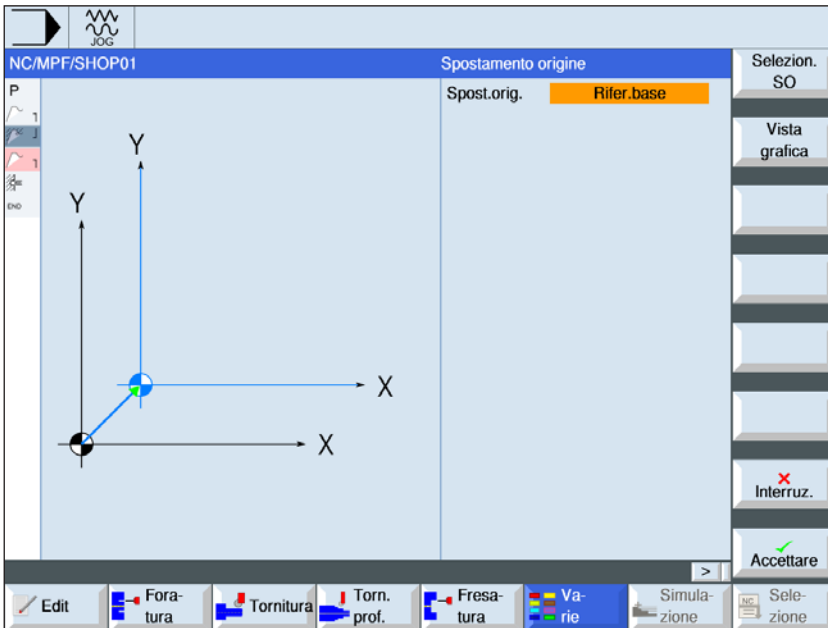 JOG
NC/MPF/SHOP01
Spostamento origine
Selezion.
SO
P
Spost.orig.
Rifer.base
Vista
grafica
Y
Y
END
X
X
Interruz.
Accettare
>
Edit
Fora-
tura
Tornitura
Torn.
prof.
Fresa-
tura
Va-
rie
Simula-
zione
NC
Sele-
zione